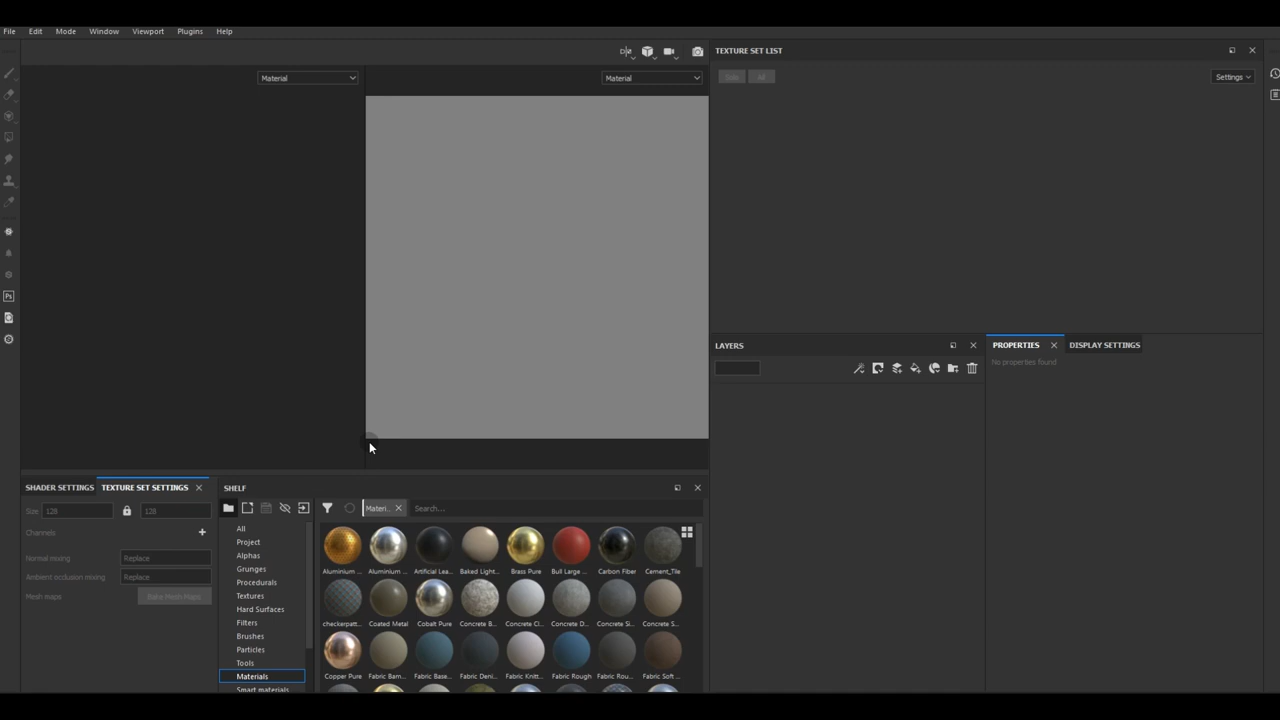 File Edit Mode Window Viewport Plugins Help
Material
Material
TEXTURE SET LIST
Solo All
Settings
LAYERS
PROPERTIES
DISPLAY SETTINGS
No properties found
SHADER SETTINGS
TEXTURE SET SETTINGS
Size 128 128
Channels
Normal mixing Replace
Ambient occlusion mixing Replace
Mesh maps Bake Mesh Maps
SHELF
Materi...
Search...
All
Project
Alphas
Grunges
Procedurals
Textures
Hard Surfaces
Filters
Brushes
Particles
Tools
Materials
Smart materials
Aluminium ... Aluminium ... Artificial Lea... Baked Light... Brass Pure Bull Large ... Carbon Fiber Cement_Tile
checkerpatt... Coated Metal Cobalt Pure Concrete B... Concrete Cl... Concrete D... Concrete Si... Concrete S...
Copper Pure Fabric Bam... Fabric Base... Fabric Deni... Fabric Knitt... Fabric Rough Fabric Rou... Fabric Soft ...
Ps